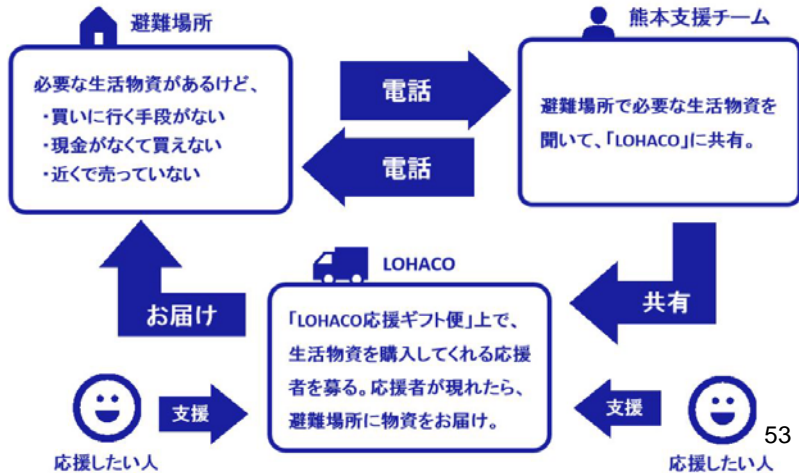 避難場所
必要な生活物資があるけど、
・買いに行く手段がない
・現金がなくて買えない
・近くで売っていない
電話
電話
熊本支援チーム
避難場所で必要な生活物資を
聞いて、「LOHACO」に共有。
共有
LOHACO
「LOHACO応援ギフト便」上で、
生活物資を購入してくれる応援
者を募る。応援者が現れたら、
避難場所に物資をお届け。
お届け
支援
応援したい人
支援
応援したい人
53